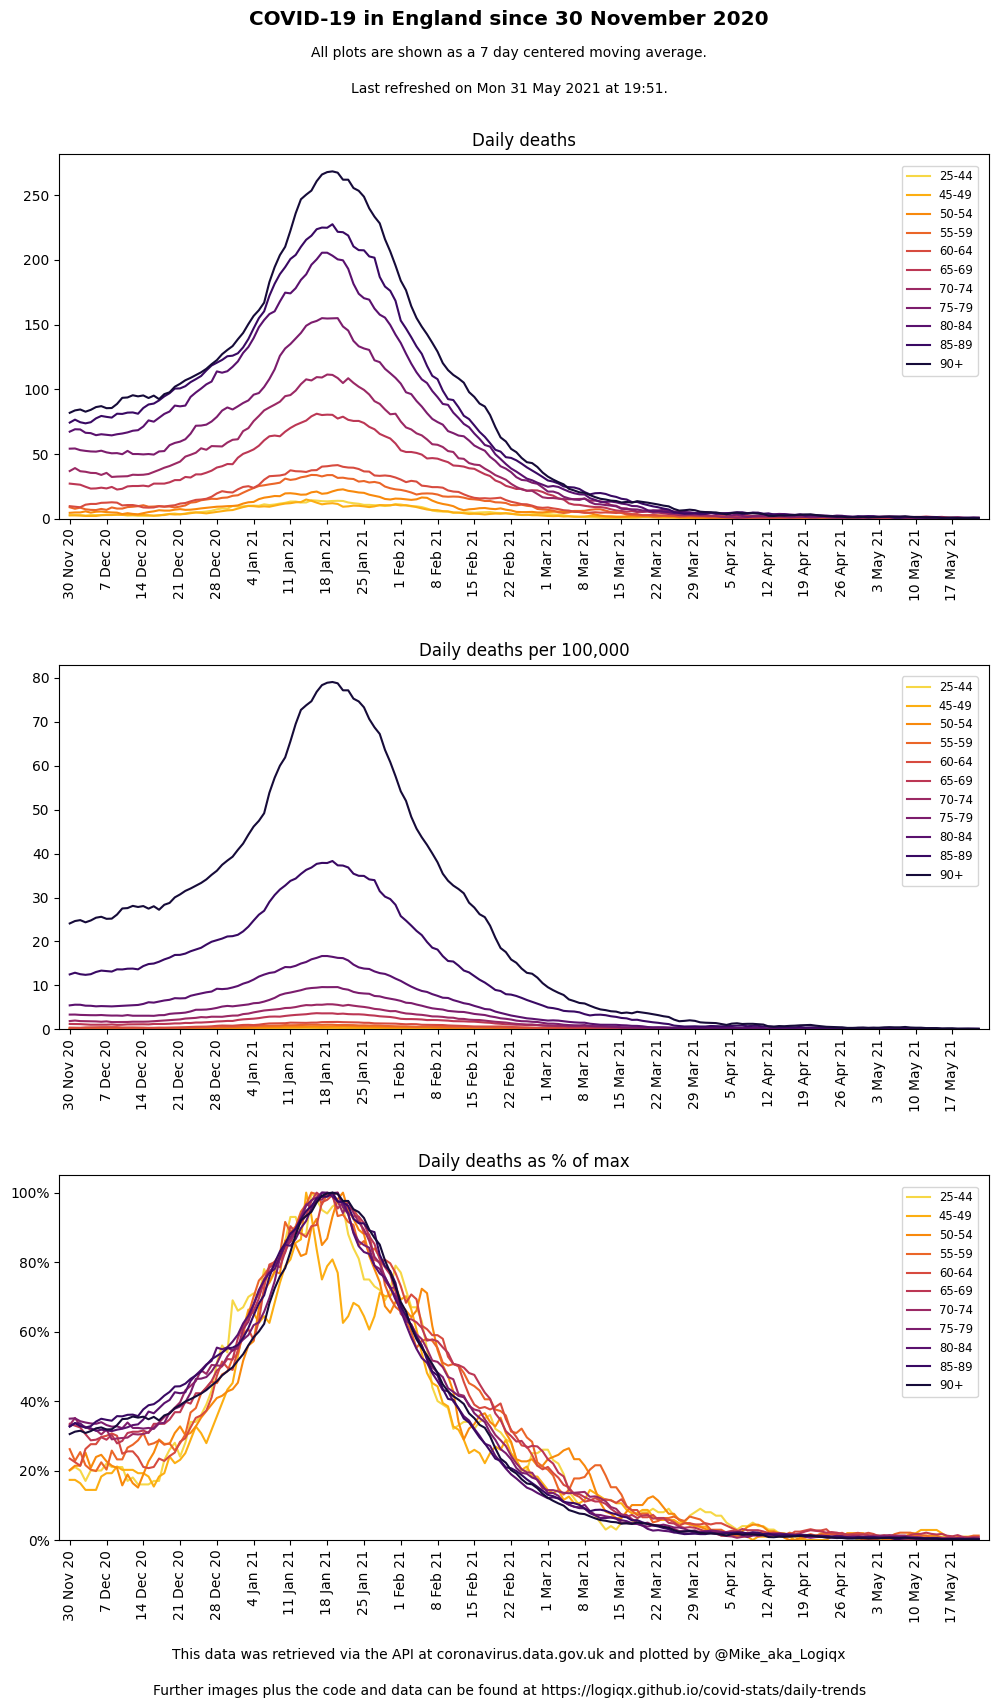 COVID-19 in England since 30 November 2020
All plots are shown as a 7 day centered moving average.
Last refreshed on Mon 31 May 2021 at 19:51.
Daily deaths
250
200
150
100
50
0
25-44
45-49
50-54
55-59
60-64
65-69
70-74
75-79
80-84
85-89
90+
30 Nov 20
7 Dec 20
14 Dec 20
21 Dec 20
28 Dec 20
4 Jan 21
11 Jan 21
18 Jan 21
25 Jan 21
1 Feb 21
8 Feb 21
15 Feb 21
22 Feb 21
1 Mar 21
8 Mar 21
15 Mar 21
22 Mar 21
29 Mar 21
5 Apr 21
12 Apr 21
19 Apr 21
26 Apr 21
3 May 21
10 May 21
17 May 21
Daily deaths per 100,000
80
70
60
50
40
30
20
10
0
25-44
45-49
50-54
55-59
60-64
65-69
70-74
75-79
80-84
85-89
90+
30 Nov 20
7 Dec 20
14 Dec 20
21 Dec 20
28 Dec 20
4 Jan 21
11 Jan 21
18 Jan 21
25 Jan 21
1 Feb 21
8 Feb 21
15 Feb 21
22 Feb 21
1 Mar 21
8 Mar 21
15 Mar 21
22 Mar 21
29 Mar 21
5 Apr 21
12 Apr 21
19 Apr 21
26 Apr 21
3 May 21
10 May 21
17 May 21
Daily deaths as % of max
100%
80%
60%
40%
20%
0%
25-44
45-49
50-54
55-59
60-64
65-69
70-74
75-79
80-84
85-89
90+
30 Nov 20
7 Dec 20
14 Dec 20
21 Dec 20
28 Dec 20
4 Jan 21
11 Jan 21
18 Jan 21
25 Jan 21
1 Feb 21
8 Feb 21
15 Feb 21
22 Feb 21
1 Mar 21
8 Mar 21
15 Mar 21
22 Mar 21
29 Mar 21
5 Apr 21
12 Apr 21
19 Apr 21
26 Apr 21
3 May 21
10 May 21
17 May 21
This data was retrieved via the API at coronavirus.data.gov.uk and plotted by @Mike_aka_Logiqx
Further images plus the code and data can be found at https://logiqx.github.io/covid-stats/daily-trends